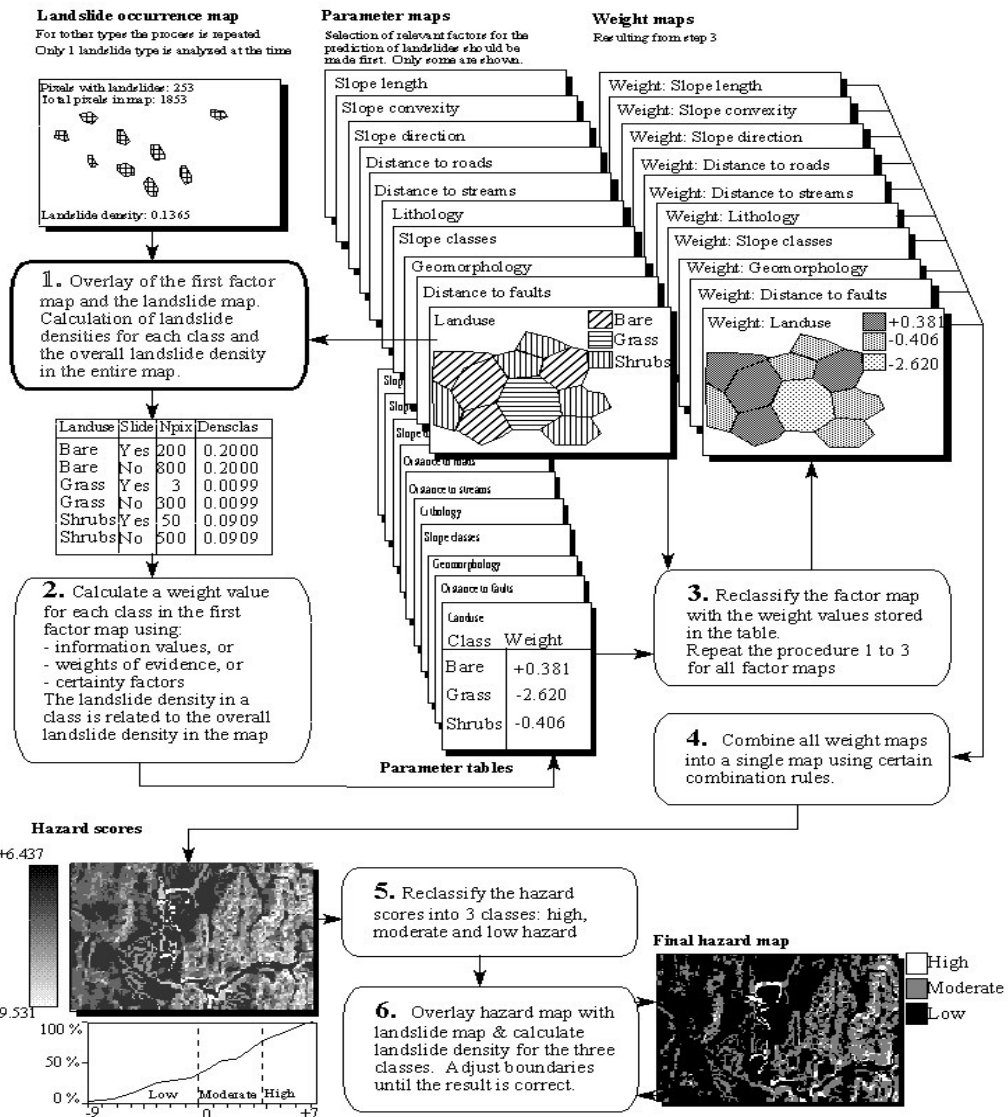 Landslide occurrence map
For tother types the process is repeated
Only 1 landslide type is analyzed at the time
Pixels with landslides: 253
Total pixels in map: 1853
Landslide density: 0.1365
Parameter maps
Selection of relevant factors for the
prediction of landslides should be
made first. Only some are shown.
Slope length
Slope convexity
Slope direction
Distance to roads
Distance to streams
Lithology
Slope classes
Geomorphology
Distance to faults
Landuse
Bare
Grass
Shrubs
Weight maps
Resulting from step 3
Weight: Slope length
Weight: Slope convexity
Weight: Slope direction
Weight: Distance to roads
Weight: Distance to streams
Weight: Lithology
Weight: Slope classes
Weight: Geomorphology
Weight: Distance to faults
Weight: Landuse
+0.381
-0.406
-2.620
1. Overlay of the first factor
map and the landslide map.
Calculation of landslide
densities for each class and
the overall landslide density
in the entire map.
Landuse Slide Npix Densclas
Bare Yes 200 0.2000
Bare No 800 0.2000
Grass Yes 3 0.0099
Grass No 300 0.0099
Shrubs Yes 50 0.0909
Shrubs No 500 0.0909
2. Calculate a weight value
for each class in the first
factor map using:
- information values, or
- weights of evidence, or
- certainty factors
The landslide density in a
class is related to the overall
landslide density in the map
Slop
Slop
Slope d
Distance to roads
Distance to streams
Lithology
Slope classes
Geomorphology
Distance to faults
Landuse
Class Weight
Bare +0.381
Grass -2.620
Shrubs -0.406
Parameter tables
3. Reclassify the factor map
with the weight values stored
in the table.
Repeat the procedure 1 to 3
for all factor maps
4. Combine all weight maps
into a single map using certain
combination rules.
Hazard scores
+6.437
9.531
100 %
50 %
0 %
Low Moderate High
-9 0 +7
5. Reclassify the hazard
scores into 3 classes: high,
moderate and low hazard
6. Overlay hazard map with
landslide map & calculate
landslide density for the three
classes. Adjust boundaries
until the result is correct.
Final hazard map
High
Moderate
Low